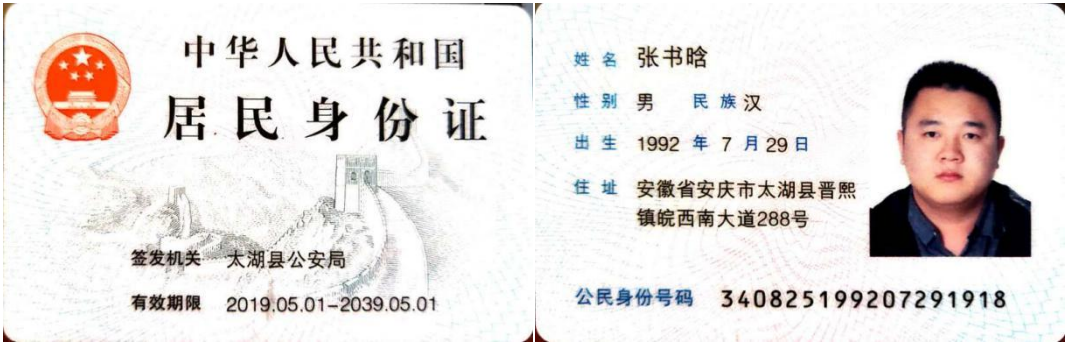 中华人民共和国
居民身份证
签发机关 太湖县公安局
有效期限 2019.05.01-2039.05.01
姓名 张书晗
性别 男 民族 汉
出生 1992 年 7 月 29 日
住址 安徽省安庆市太湖县晋熙
镇皖西南大道288号
公民身份号码 340825199207291918